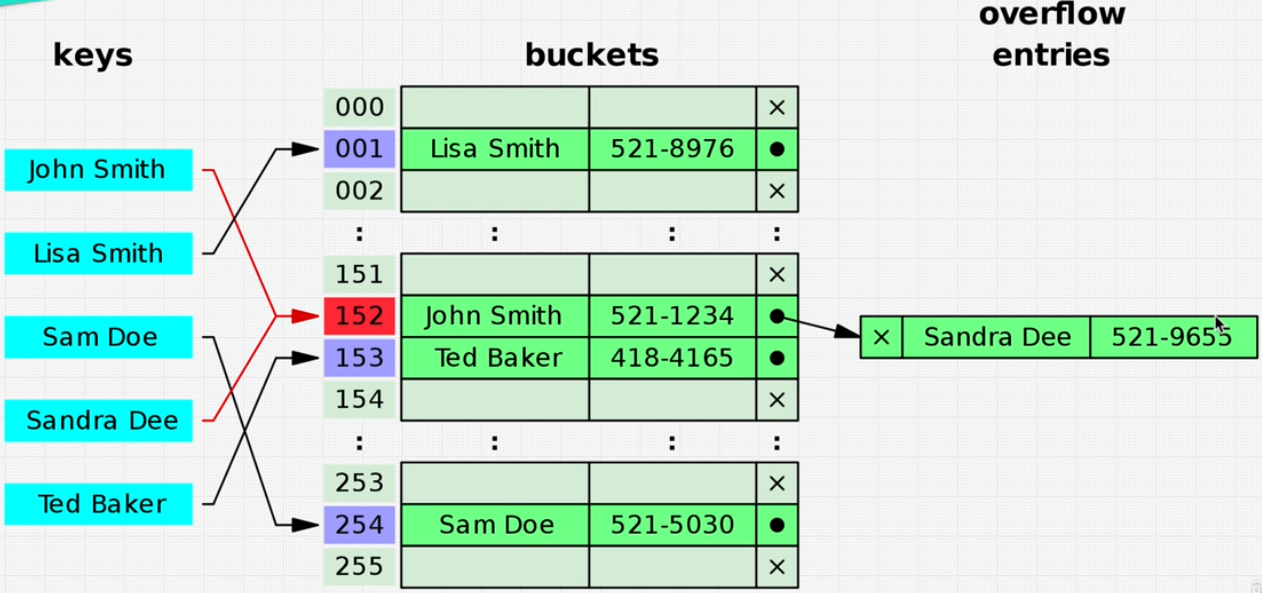 overflow
keys buckets entries
000 ×
001 Lisa Smith 521-8976 ●
John Smith
002 ×
Lisa Smith : : : :
151 ×
152 John Smith 521-1234 ●
Sam Doe × Sandra Dee 521-9655
153 Ted Baker 418-4165 ●
154 ×
Sandra Dee
: : : :
253 ×
Ted Baker
254 Sam Doe 521-5030 ●
255 ×